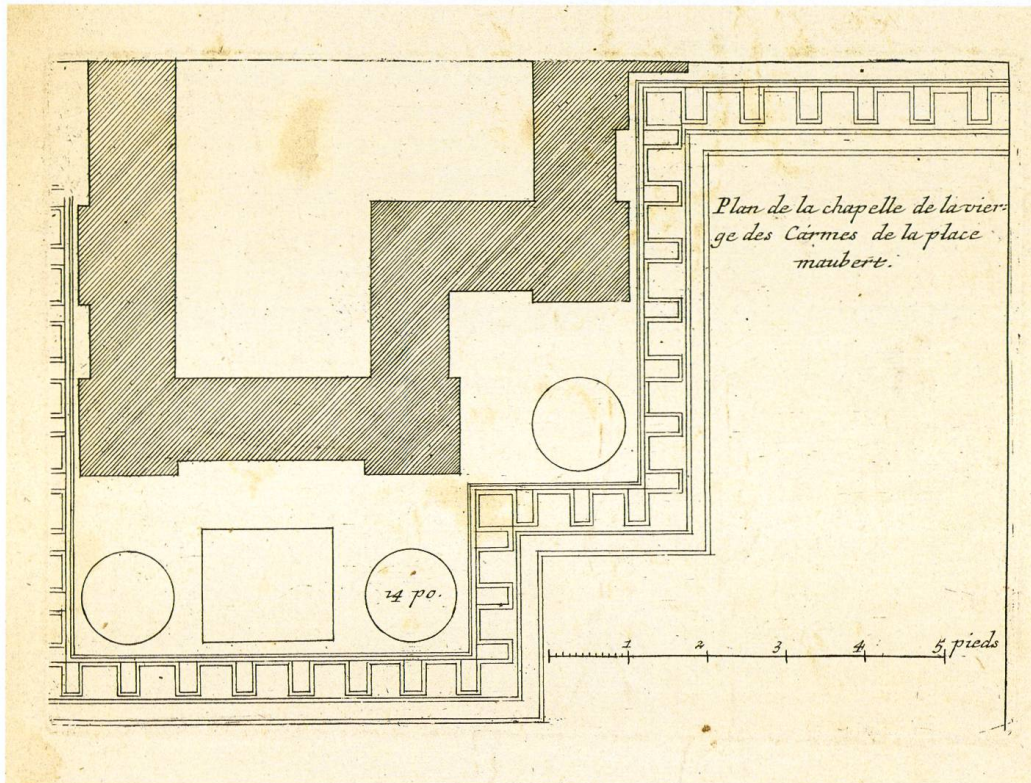 Plan de la chapelle de la vier=
ge des Carmes de la place
maubert.
14 po.
1 2 3 4 5 pieds